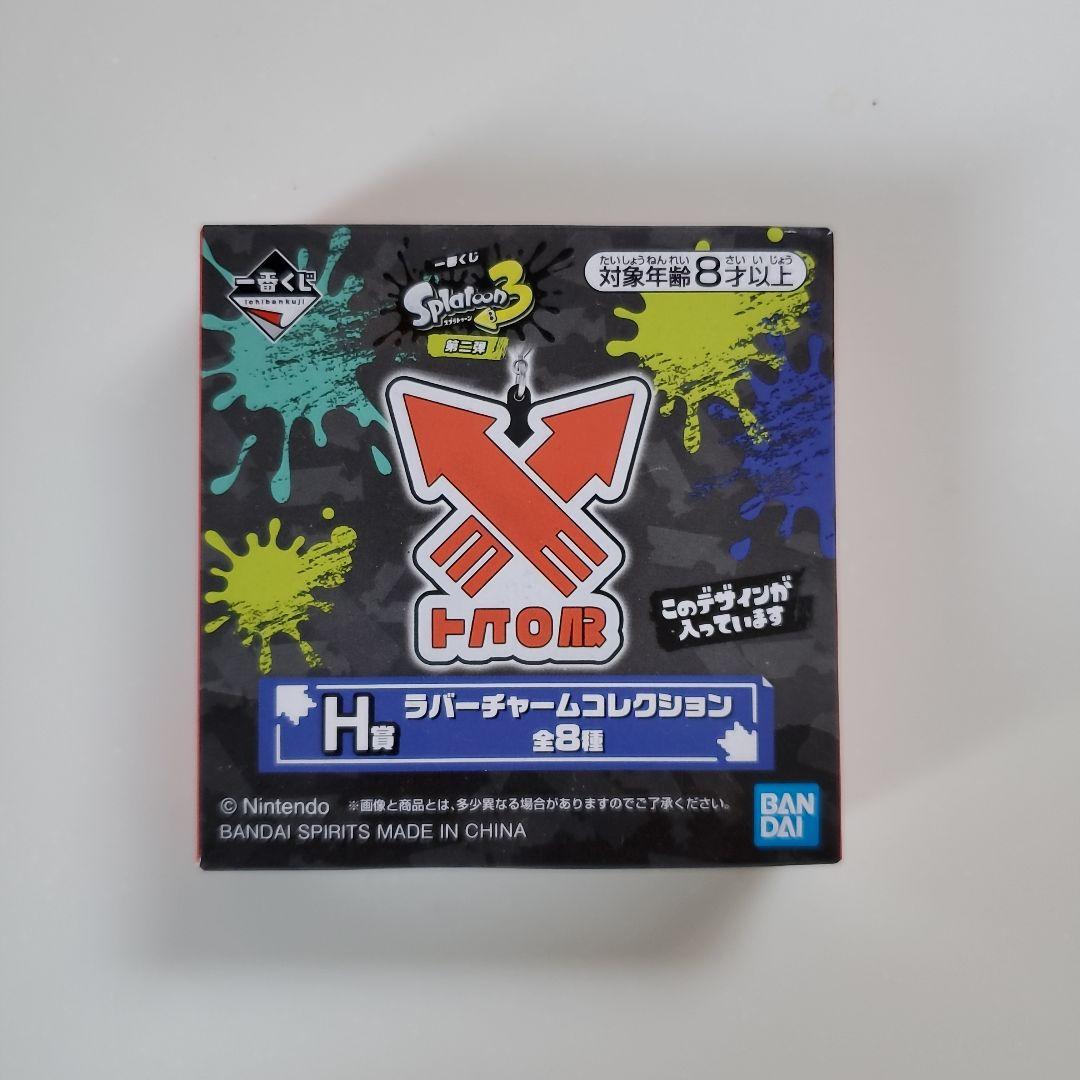 一番くじ
ichibankuji
一番くじ
Splatoon3
スプラトゥーン3
第二弾
たいしょうねんれい さい いじょう
対象年齢8才以上
このデザインが
入っています
H賞
ラバーチャームコレクション
全8種
© Nintendo ※画像と商品とは、多少異なる場合がありますのでご了承ください。
BANDAI SPIRITS MADE IN CHINA
BAN
DAI